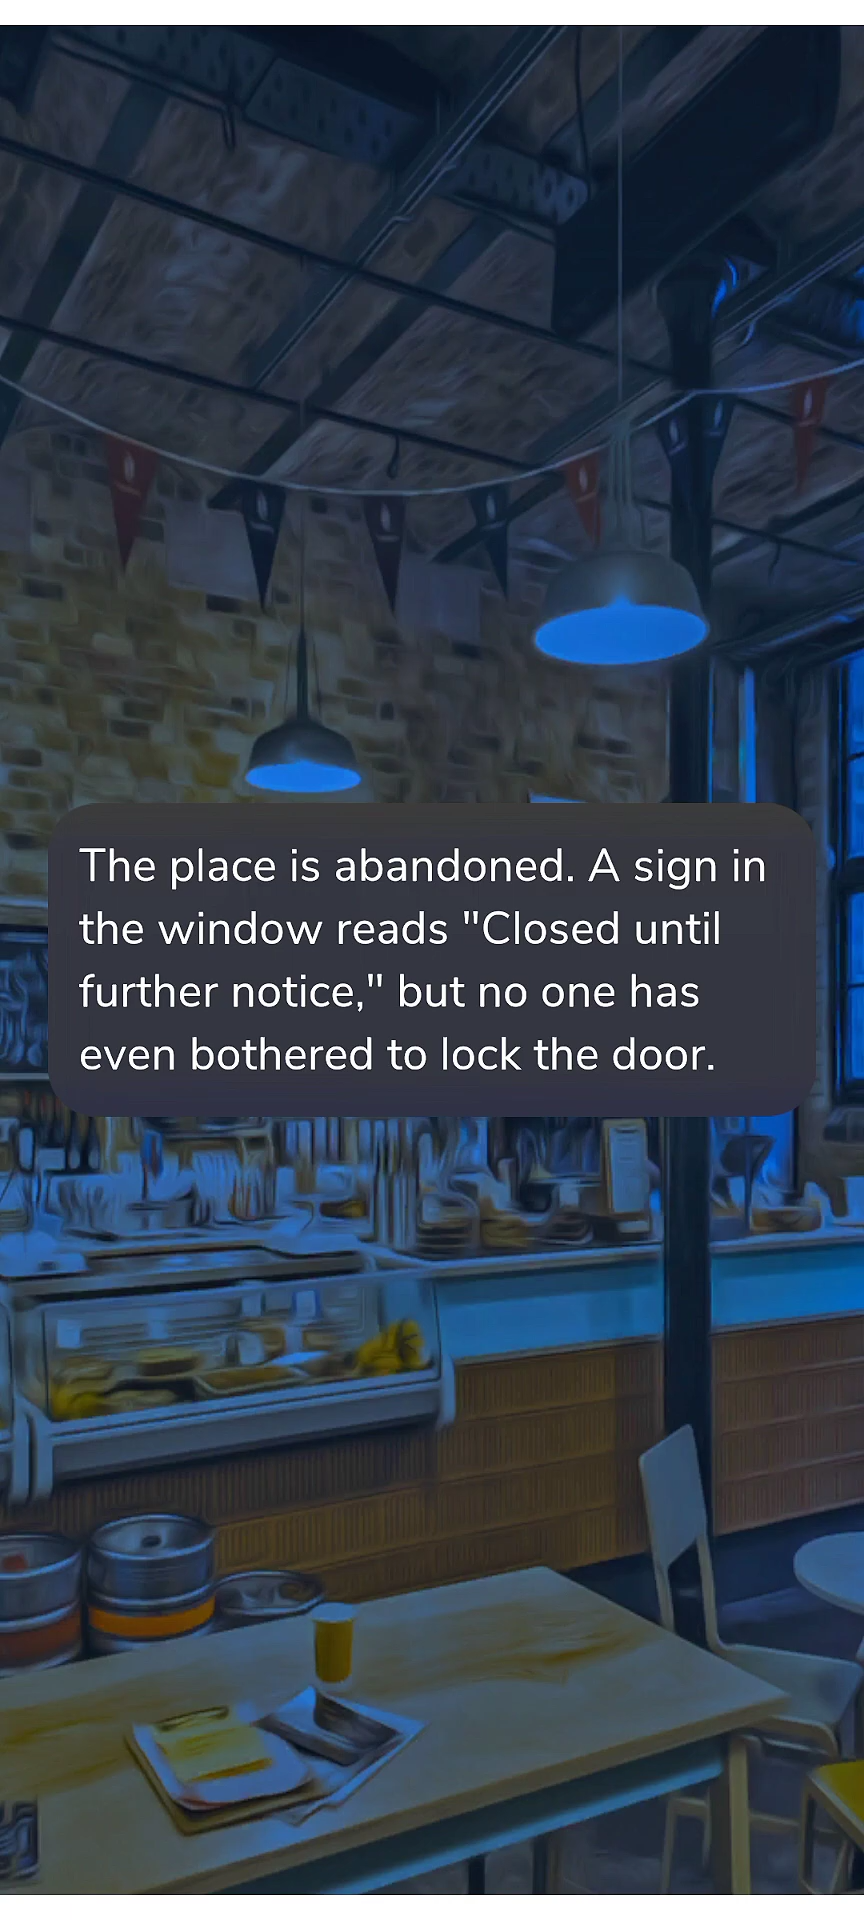 The place is abandoned. A sign in
the window reads "Closed until
further notice," but no one has
even bothered to lock the door.